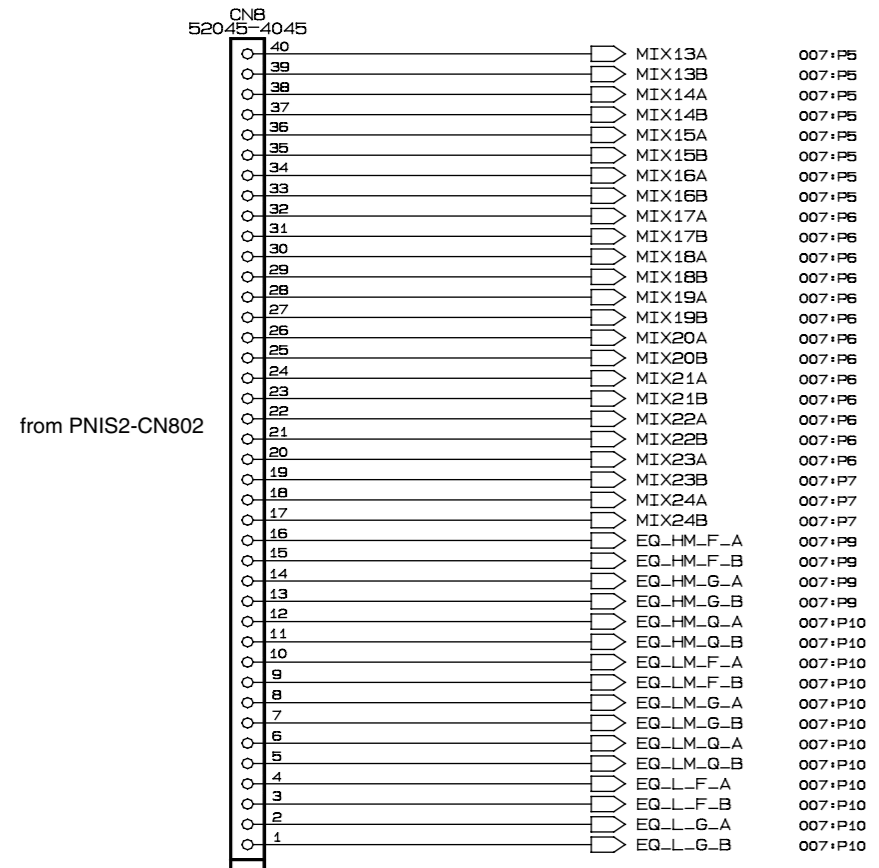 CN8
52045-4045
40 MIX13A 007:P5
39 MIX13B 007:P5
38 MIX14A 007:P5
37 MIX14B 007:P5
36 MIX15A 007:P5
35 MIX15B 007:P5
34 MIX16A 007:P5
33 MIX16B 007:P5
32 MIX17A 007:P6
31 MIX17B 007:P6
30 MIX18A 007:P6
29 MIX18B 007:P6
28 MIX19A 007:P6
27 MIX19B 007:P6
26 MIX20A 007:P6
25 MIX20B 007:P6
24 MIX21A 007:P6
23 MIX21B 007:P6
from PNIS2-CN802
22 MIX22A 007:P6
21 MIX22B 007:P6
20 MIX23A 007:P6
19 MIX23B 007:P7
18 MIX24A 007:P7
17 MIX24B 007:P7
16 EQ_HM_F_A 007:P9
15 EQ_HM_F_B 007:P9
14 EQ_HM_G_A 007:P9
13 EQ_HM_G_B 007:P9
12 EQ_HM_Q_A 007:P10
11 EQ_HM_Q_B 007:P10
10 EQ_LM_F_A 007:P10
9 EQ_LM_F_B 007:P10
8 EQ_LM_G_A 007:P10
7 EQ_LM_G_B 007:P10
6 EQ_LM_Q_A 007:P10
5 EQ_LM_Q_B 007:P10
4 EQ_L_F_A 007:P10
3 EQ_L_F_B 007:P10
2 EQ_L_G_A 007:P10
1 EQ_L_G_B 007:P10